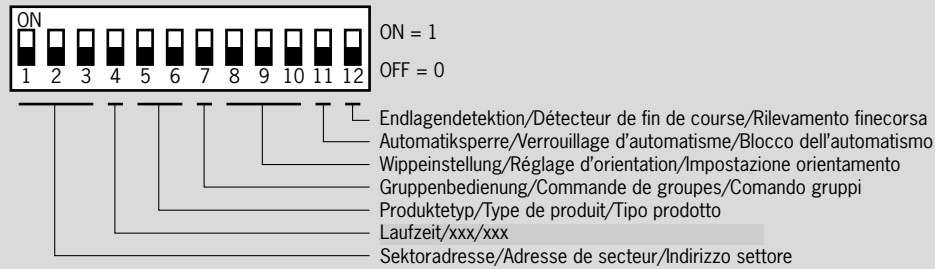 ON
ON = 1
1 2 3 4 5 6 7 8 9 10 11 12
OFF = 0
Endlagendetektion/Détecteur de fin de course/Rilevamento finecorsa
Automatiksperre/Verrouillage d'automatisme/Blocco dell'automatismo
Wippeinstellung/Réglage d'orientation/Impostazione orientamento
Gruppenbedienung/Commande de groupes/Comando gruppi
Produktetyp/Type de produit/Tipo prodotto
Laufzeit/xxx/xxx
Sektoradresse/Adresse de secteur/Indirizzo settore